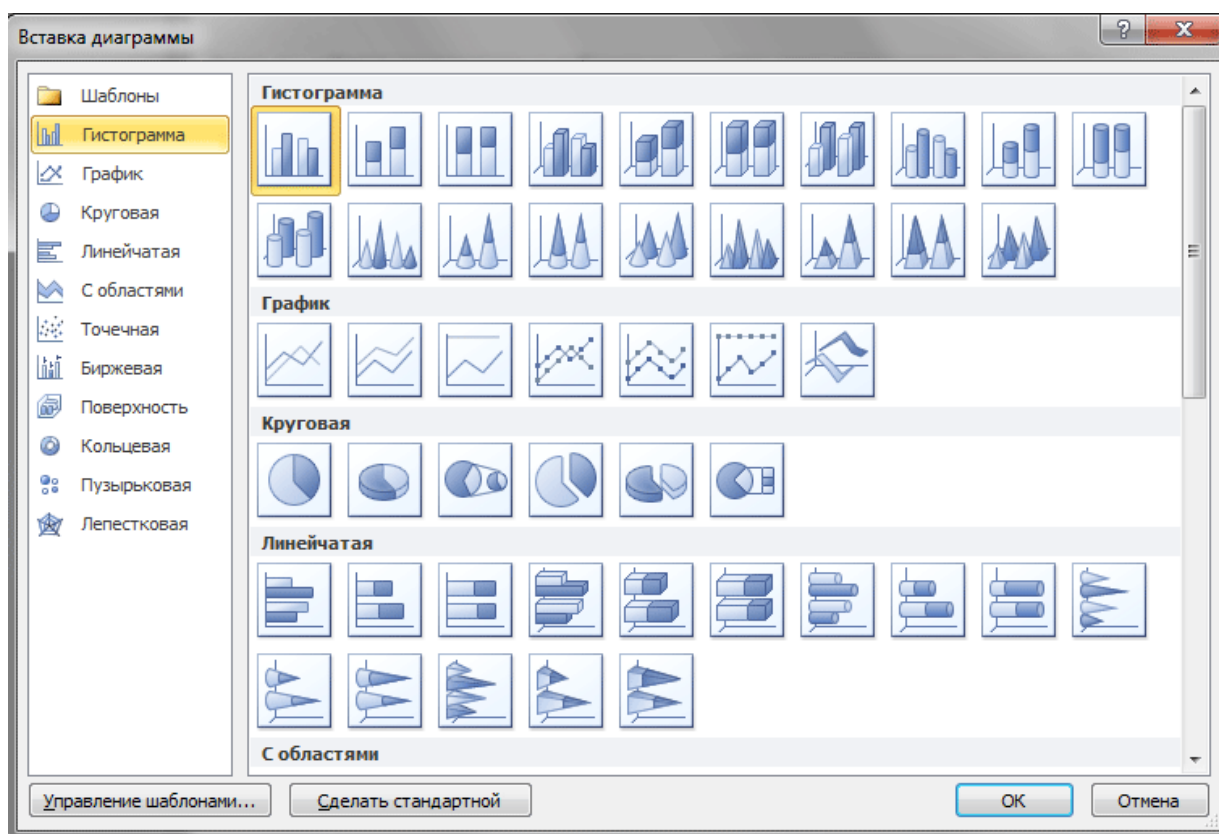 Вставка диаграммы
Шаблоны
Гистограмма
График
Круговая
Линейчатая
С областями
Точечная
Биржевая
Поверхность
Кольцевая
Пузырьковая
Лепестковая
Гистограмма
График
Круговая
Линейчатая
С областями
Управление шаблонами...
Сделать стандартной
ОК
Отмена